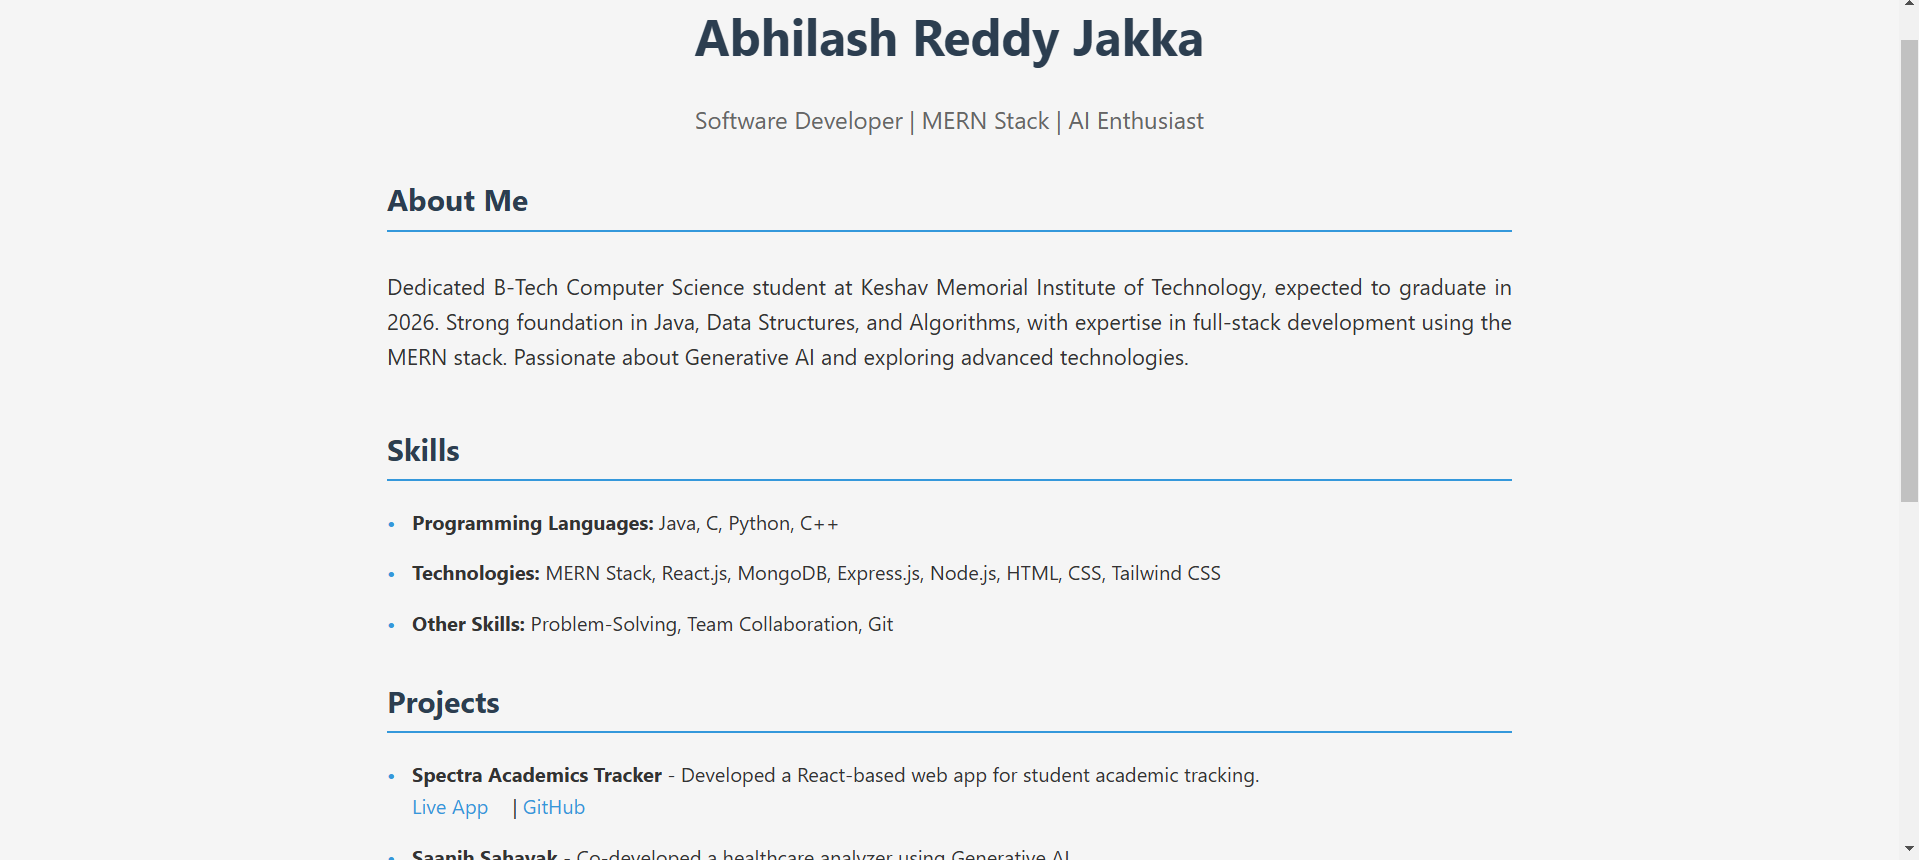 Abhilash Reddy Jakka
Software Developer | MERN Stack | AI Enthusiast
About Me
Dedicated B-Tech Computer Science student at Keshav Memorial Institute of Technology, expected to graduate in
2026. Strong foundation in Java, Data Structures, and Algorithms, with expertise in full-stack development using the
MERN stack. Passionate about Generative AI and exploring advanced technologies.
Skills
• Programming Languages: Java, C, Python, C++
• Technologies: MERN Stack, React.js, MongoDB, Express.js, Node.js, HTML, CSS, Tailwind CSS
• Other Skills: Problem-Solving, Team Collaboration, Git
Projects
• Spectra Academics Tracker - Developed a React-based web app for student academic tracking.
Live App | GitHub
• Saanjh Sahayak - Co-developed a healthcare analyzer using Generative AI